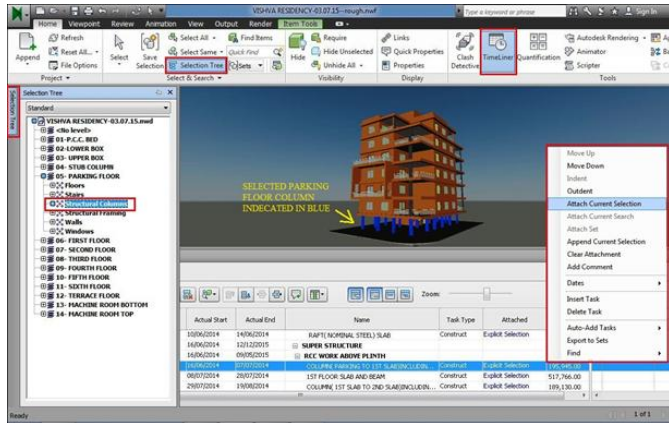 VISHVA RESIDENCY-03.07.15--rough.nwf
Type a keyword or phrase
Sign In
Home Viewpoint Review Animation View Output Render Item Tools
Append
Refresh
Reset All...
File Options
Project
Select
Save Selection
Select All
Select Same
Selection Tree
Find Items
Quick Find
Sets
Select & Search
Hide
Require
Hide Unselected
Unhide All
Visibility
Links
Quick Properties
Properties
Display
Clash Detective
TimeLiner
Quantification
Autodesk Rendering
Animator
Scripter
Tools
Selection Tree
Selection Tree
Standard
VISHVA RESIDENCY-03.07.15.nwd
<No level>
01-P.C.C. BED
02-LOWER BOX
03- UPPER BOX
04- STUB COLUMN
05- PARKING FLOOR
Floors
Stairs
Structural Columns
Structural Framing
Walls
Windows
06- FIRST FLOOR
07- SECOND FLOOR
08- THIRD FLOOR
09- FOURTH FLOOR
10- FIFTH FLOOR
11- SIXTH FLOOR
12- TERRACE FLOOR
13- MACHINE ROOM BOTTOM
14- MACHINE ROOM TOP
SELECTED PARKING
FLOOR COLUMN
INDECATED IN BLUE
Move Up
Move Down
Indent
Outdent
Attach Current Selection
Attach Current Search
Attach Set
Append Current Selection
Clear Attachment
Add Comment
Dates
Insert Task
Delete Task
Auto-Add Tasks
Export to Sets
Find
Zoom:
Actual Start Actual End Name Task Type Attached
10/06/2014 14/06/2014 RAFT( NOMINAL STEEL) SLAB Construct Explicit Selection
16/06/2014 12/12/2015 SUPER STRUCTURE
16/06/2014 09/05/2015 RCC WORK ABOVE PLINTH
16/06/2014 07/07/2014 COLUMN( PARKING TO 1ST SLAB)INCLUDIN... Construct Explicit Selection 195,945.00
08/07/2014 28/07/2014 1ST FLOOR SLAB AND BEAM Construct Explicit Selection 517,766.00
29/07/2014 19/08/2014 COLUMN( 1ST SLAB TO 2ND SLAB)INCLUDIN... Construct Explicit Selection 189,130.00
Ready
1 of 1